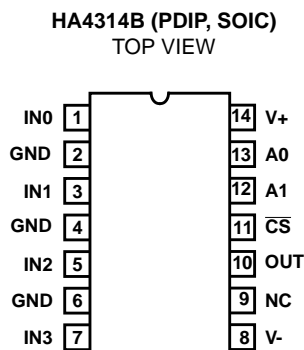 HA4314B (PDIP, SOIC)
TOP VIEW
IN0 1 14 V+
GND 2 13 A0
IN1 3 12 A1
GND 4 11 CS
IN2 5 10 OUT
GND 6 9 NC
IN3 7 8 V-